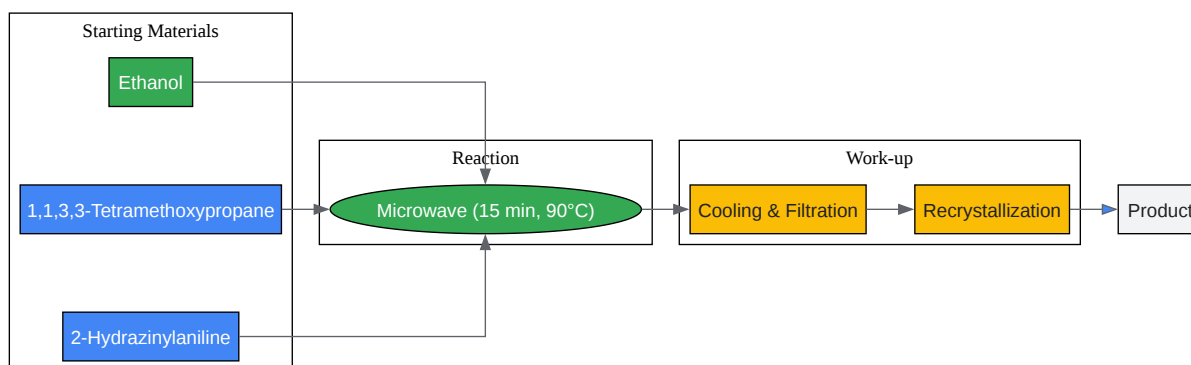 Starting Materials
Ethanol
1,1,3,3-Tetramethoxypropane
2-Hydrazinylaniline
Reaction
Microwave (15 min, 90°C)
Work-up
Cooling & Filtration
Recrystallization
Product